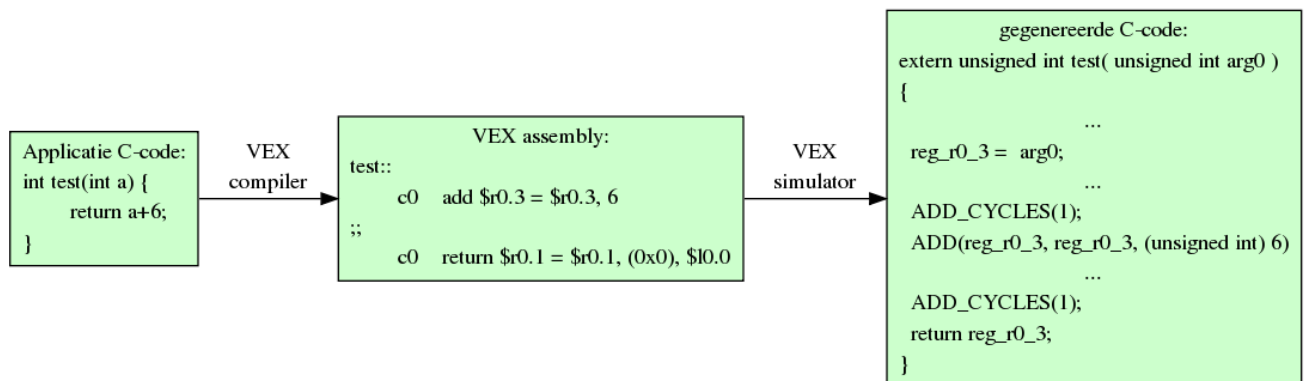 Applicatie C-code:
int test(int a) {
return a+6;
}
VEX
compiler
VEX assembly:
test::
c0 add $r0.3 = $r0.3, 6
;;
c0 return $r0.1 = $r0.1, (0x0), $l0.0
VEX
simulator
gegenereerde C-code:
extern unsigned int test( unsigned int arg0 )
{
...
reg_r0_3 = arg0;
...
ADD_CYCLES(1);
ADD(reg_r0_3, reg_r0_3, (unsigned int) 6)
...
ADD_CYCLES(1);
return reg_r0_3;
}